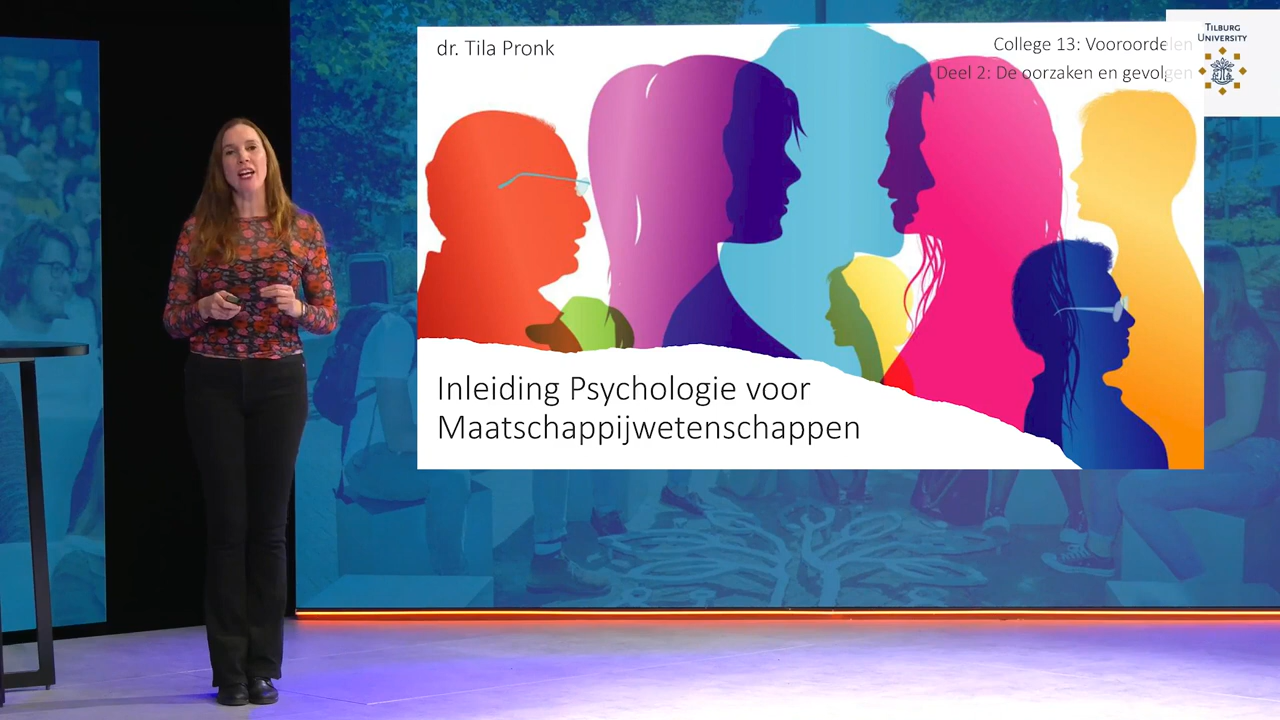 dr. Tila Pronk
College 13: Vooroordelen
Deel 2: De oorzaken en gevolgen
TILBURG
UNIVERSITY
Inleiding Psychologie voor
Maatschappijwetenschappen